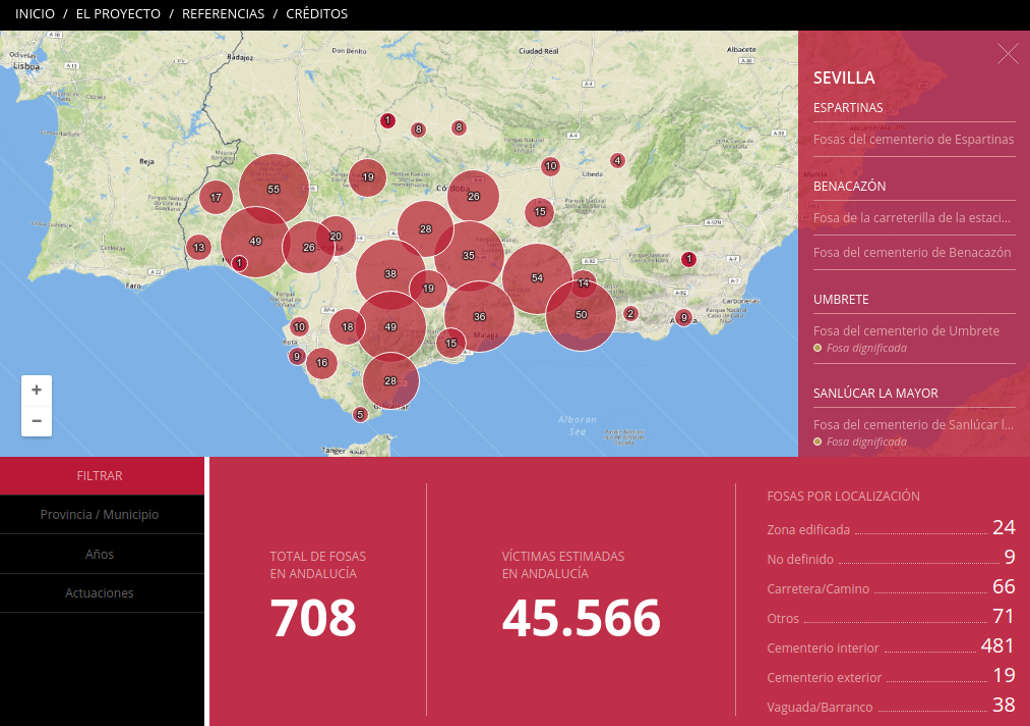 INICIO / EL PROYECTO / REFERENCIAS / CRÉDITOS
Lisboa
Badajoz
Don Benito
Ciudad Real
Albacete
Beja
Faro
Córdoba
Úbeda
Málaga
Carboneras
Alboran
Sea
1
8
8
4
10
19
55
17
26
15
28
20
26
49
13
1
35
38
54
14
19
1
36
50
2
9
10
18
49
15
9
16
28
5
+
−
SEVILLA
ESPARTINAS
Fosas del cementerio de Espartinas
BENACAZÓN
Fosa de la carreterilla de la estaci...
Fosa del cementerio de Benacazón
UMBRETE
Fosa del cementerio de Umbrete
Fosa dignificada
SANLÚCAR LA MAYOR
Fosa del cementerio de Sanlúcar l...
Fosa dignificada
FILTRAR
Provincia / Municipio
Años
Actuaciones
TOTAL DE FOSAS
EN ANDALUCÍA
708
VÍCTIMAS ESTIMADAS
EN ANDALUCÍA
45.566
FOSAS POR LOCALIZACIÓN
Zona edificada 24
No definido 9
Carretera/Camino 66
Otros 71
Cementerio interior 481
Cementerio exterior 19
Vaguada/Barranco 38